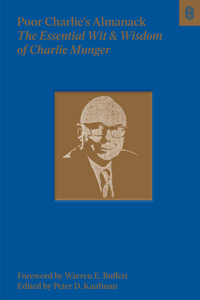 Poor Charlie's Almanack
The Essential Wit & Wisdom
of Charlie Munger
Foreword by Warren E. Buffett
Edited by Peter D. Kaufman